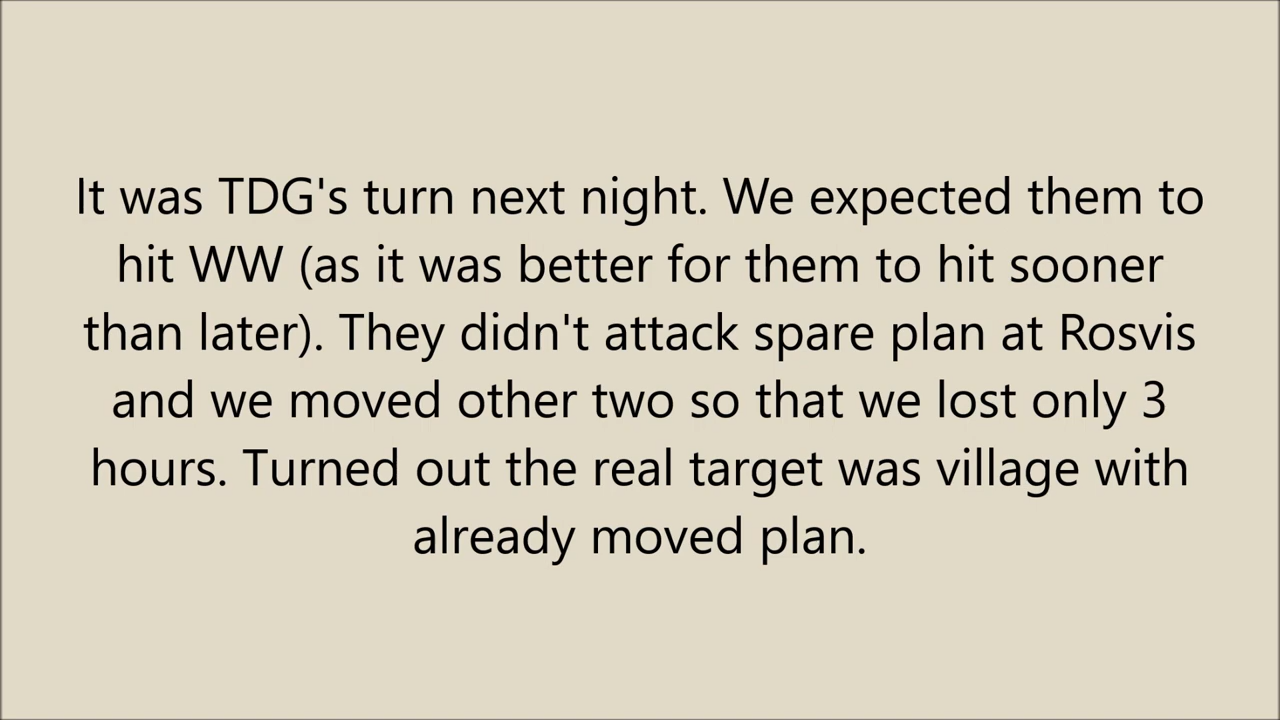 It was TDG's turn next night. We expected them to
hit WW (as it was better for them to hit sooner
than later). They didn't attack spare plan at Rosvis
and we moved other two so that we lost only 3
hours. Turned out the real target was village with
already moved plan.